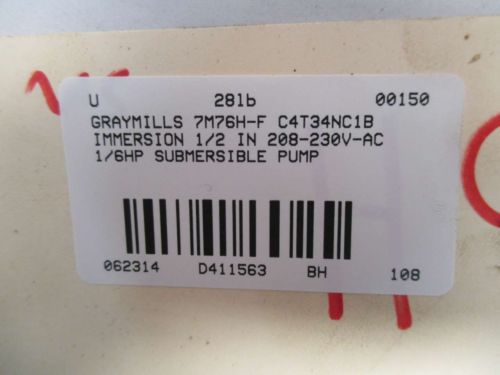 U 28lb 00150
GRAYMILLS 7M76H-F C4T34NC1B
IMMERSION 1/2 IN 208-230V-AC
1/6HP SUBMERSIBLE PUMP
062314 D411563 BH 108